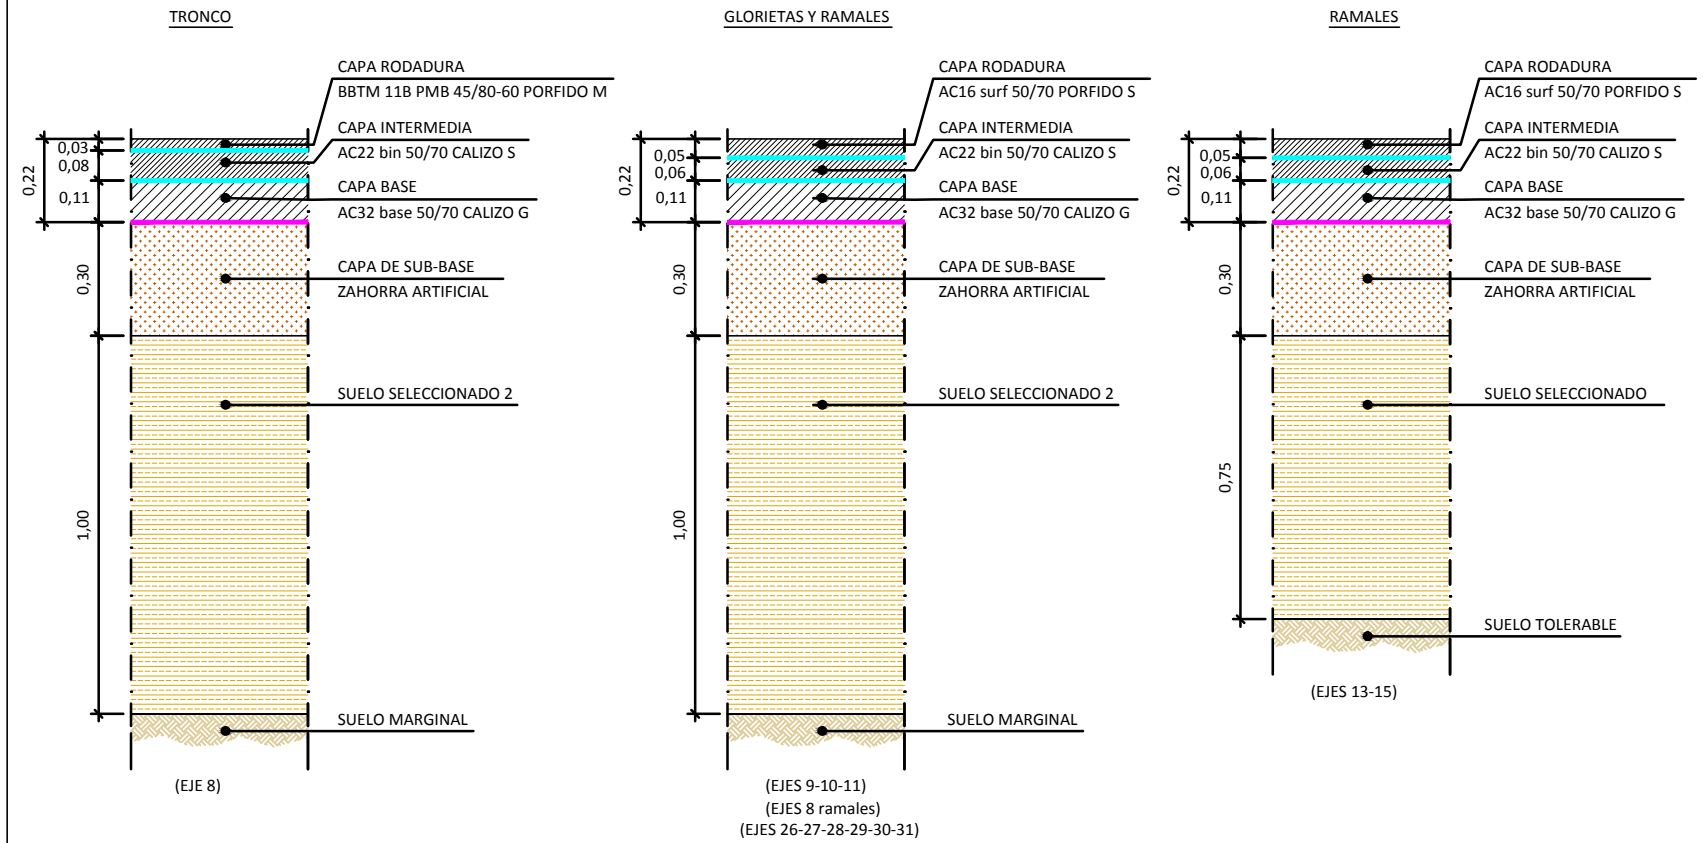 TRONCO
CAPA RODADURA
BBTM 11B PMB 45/80-60 PORFIDO M
CAPA INTERMEDIA
AC22 bin 50/70 CALIZO S
CAPA BASE
AC32 base 50/70 CALIZO G
CAPA DE SUB-BASE
ZAHORRA ARTIFICIAL
SUELO SELECCIONADO 2
SUELO MARGINAL
0,03
0,08
0,11
0,22
0,30
1,00
(EJE 8)
GLORIETAS Y RAMALES
CAPA RODADURA
AC16 surf 50/70 PORFIDO S
CAPA INTERMEDIA
AC22 bin 50/70 CALIZO S
CAPA BASE
AC32 base 50/70 CALIZO G
CAPA DE SUB-BASE
ZAHORRA ARTIFICIAL
SUELO SELECCIONADO 2
SUELO MARGINAL
0,05
0,06
0,11
0,22
0,30
1,00
(EJES 9-10-11)
(EJES 8 ramales)
(EJES 26-27-28-29-30-31)
RAMALES
CAPA RODADURA
AC16 surf 50/70 PORFIDO S
CAPA INTERMEDIA
AC22 bin 50/70 CALIZO S
CAPA BASE
AC32 base 50/70 CALIZO G
CAPA DE SUB-BASE
ZAHORRA ARTIFICIAL
SUELO SELECCIONADO
SUELO TOLERABLE
0,05
0,06
0,11
0,22
0,30
0,75
(EJES 13-15)